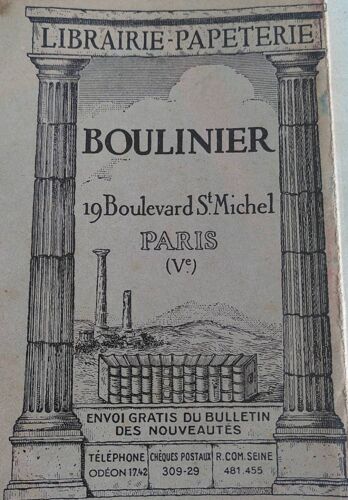 LIBRAIRIE-PAPETERIE
BOULINIER
19 Boulevard St Michel
PARIS
(Ve)
ENVOI GRATIS DU BULLETIN
DES NOUVEAUTÉS
TÉLÉPHONE CHÈQUES POSTAUX R.COM.SEINE
ODÉON 17.42 309-29 481.455